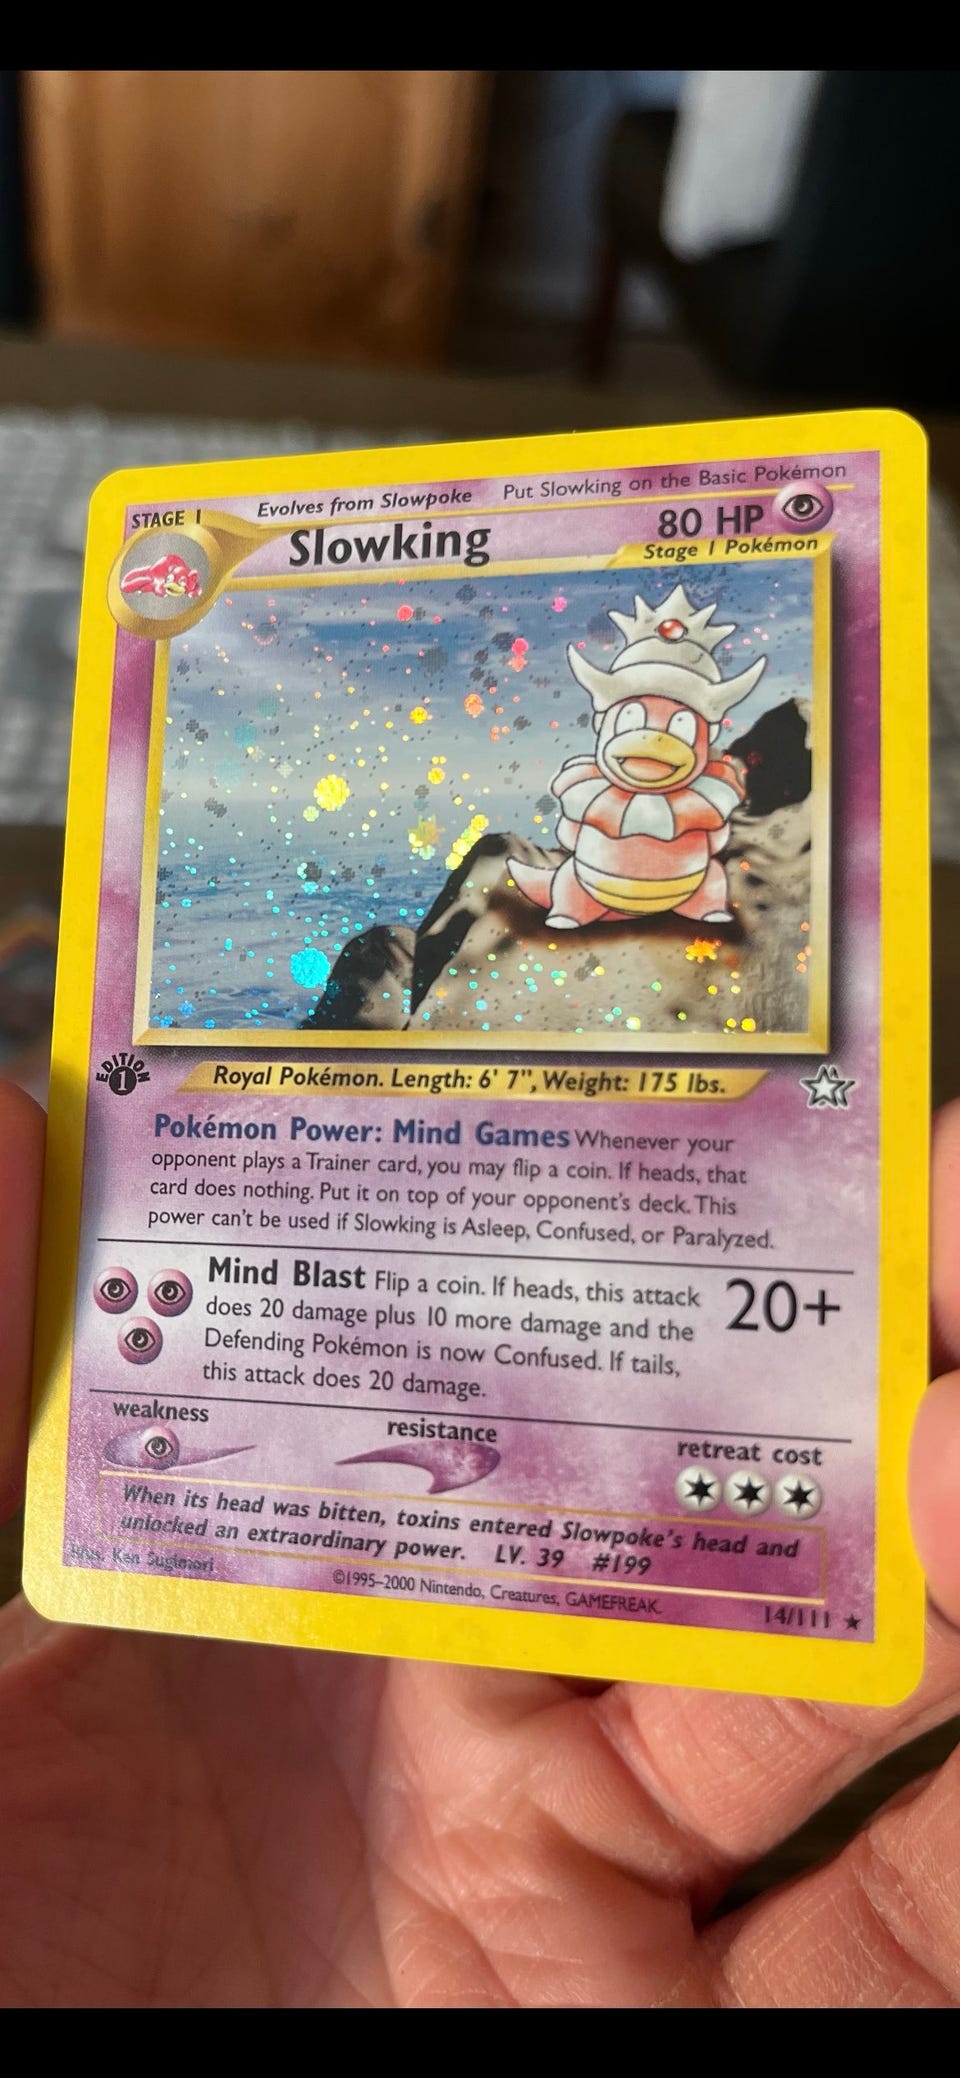 Evolves from Slowpoke Put Slowking on the Basic Pokémon
STAGE 1
Slowking 80 HP
Stage 1 Pokémon
EDITION
1
Royal Pokémon. Length: 6' 7", Weight: 175 lbs.
Pokémon Power: Mind Games Whenever your
opponent plays a Trainer card, you may flip a coin. If heads, that
card does nothing. Put it on top of your opponent's deck. This
power can't be used if Slowking is Asleep, Confused, or Paralyzed.
Mind Blast Flip a coin. If heads, this attack 20+
does 20 damage plus 10 more damage and the
Defending Pokémon is now Confused. If tails,
this attack does 20 damage.
weakness resistance retreat cost
When its head was bitten, toxins entered Slowpoke's head and
unlocked an extraordinary power. LV. 39 #199
Illus. Ken Sugimori
©1995–2000 Nintendo, Creatures, GAMEFREAK.
14/111 ★